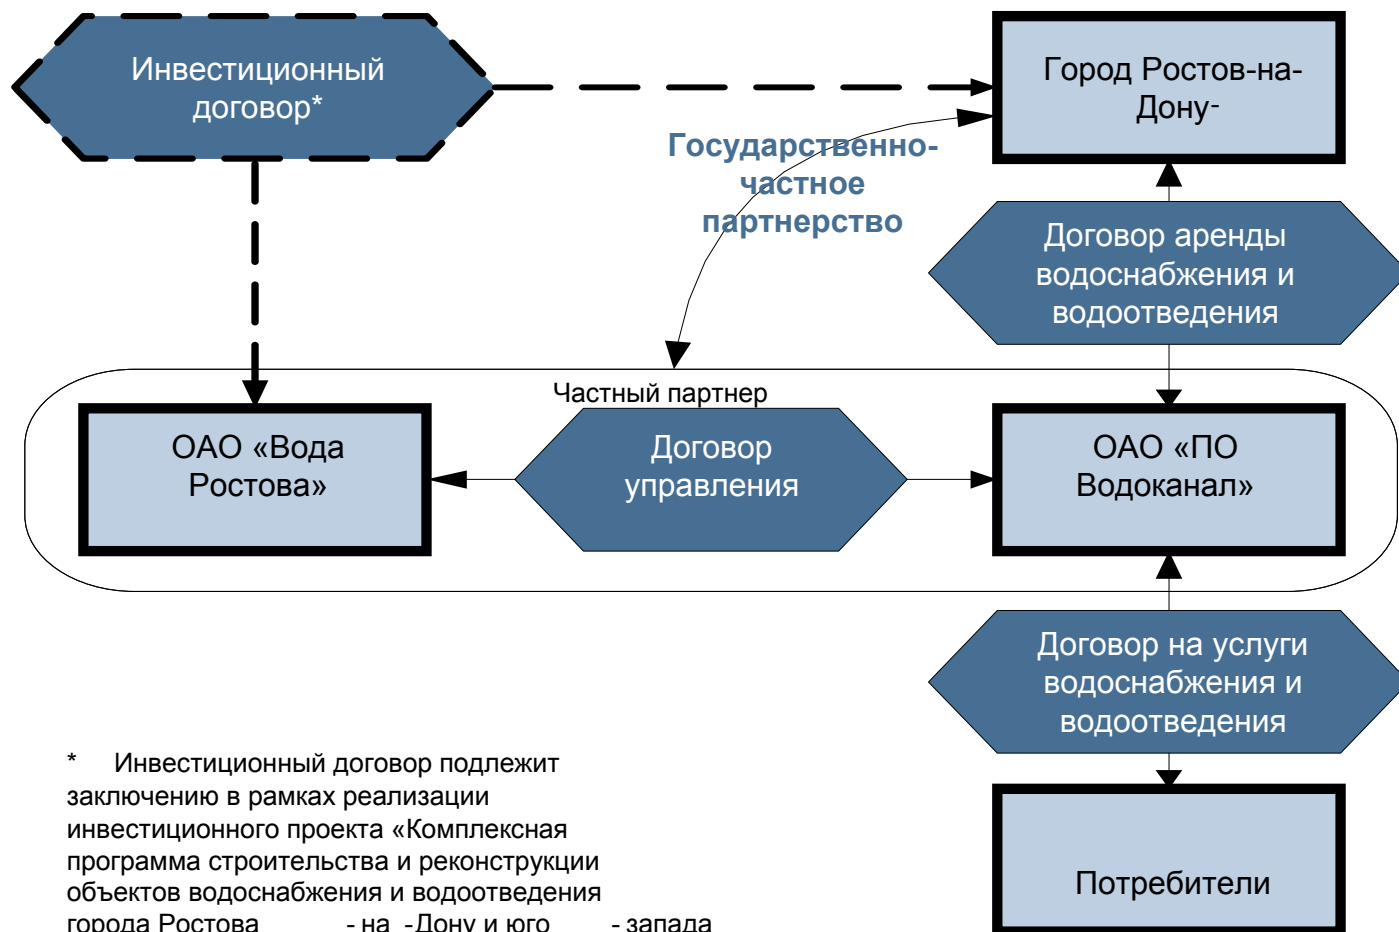 Инвестиционный
договор*
Город Ростов-на-
Дону-
Государственно-
частное
партнерство
Договор аренды
водоснабжения и
водоотведения
Частный партнер
ОАО «Вода
Ростова»
Договор
управления
ОАО «ПО
Водоканал»
Договор на услуги
водоснабжения и
водоотведения
* Инвестиционный договор подлежит
заключению в рамках реализации
инвестиционного проекта «Комплексная
программа строительства и реконструкции
объектов водоснабжения и водоотведения
города Ростова - на -Дону и юго - запада
Потребители